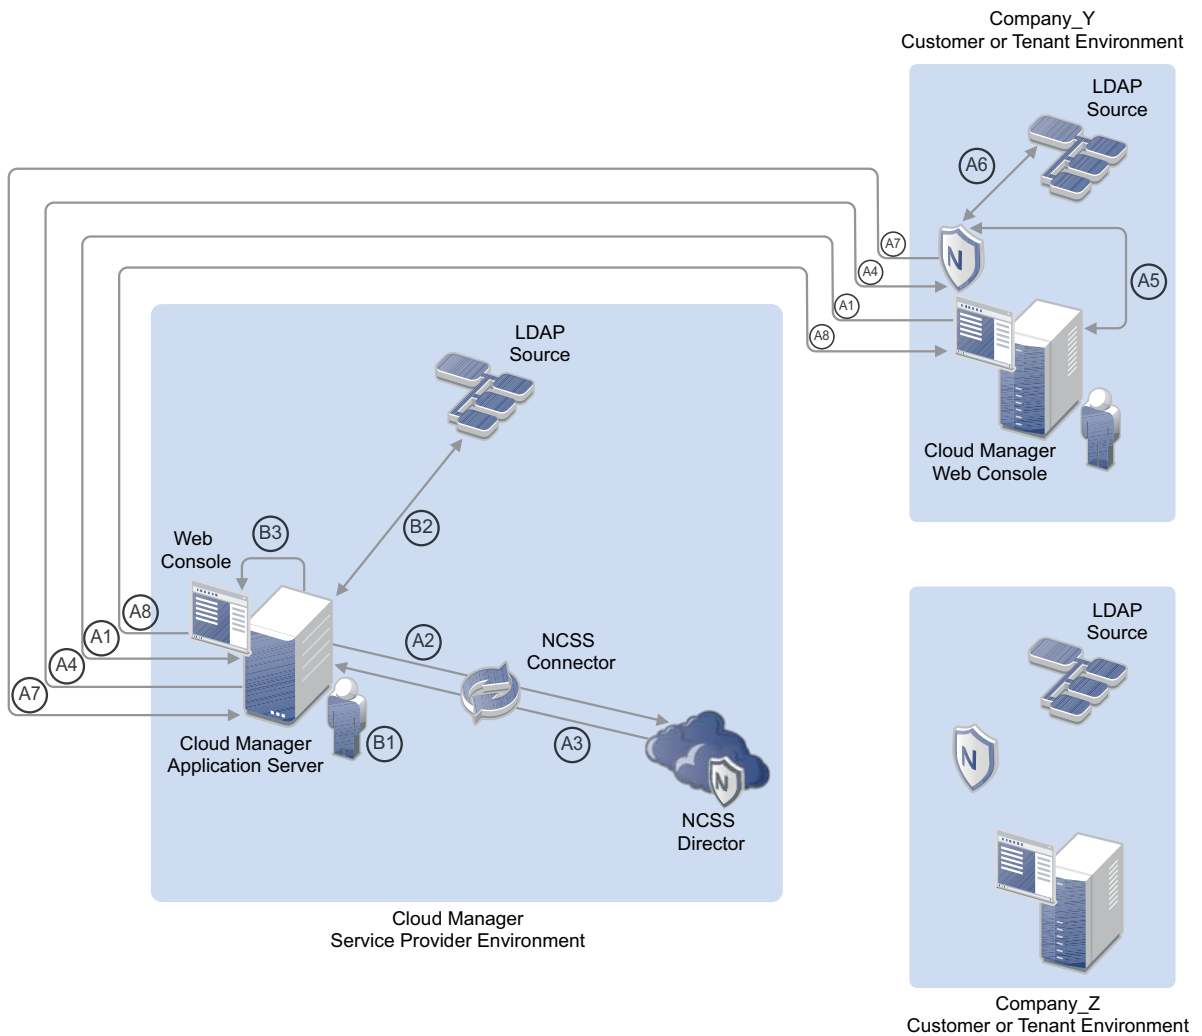 Company_Y
Customer or Tenant Environment
LDAP
Source
A6
A7
N
A4
A5
A1
A8
LDAP
Source
Cloud Manager
Web Console
B2
Web
Console
B3
A8
A1
A4
A7
A2
NCSS
Connector
A3
B1
Cloud Manager
Application Server
N
NCSS
Director
Cloud Manager
Service Provider Environment
LDAP
Source
N
Company_Z
Customer or Tenant Environment